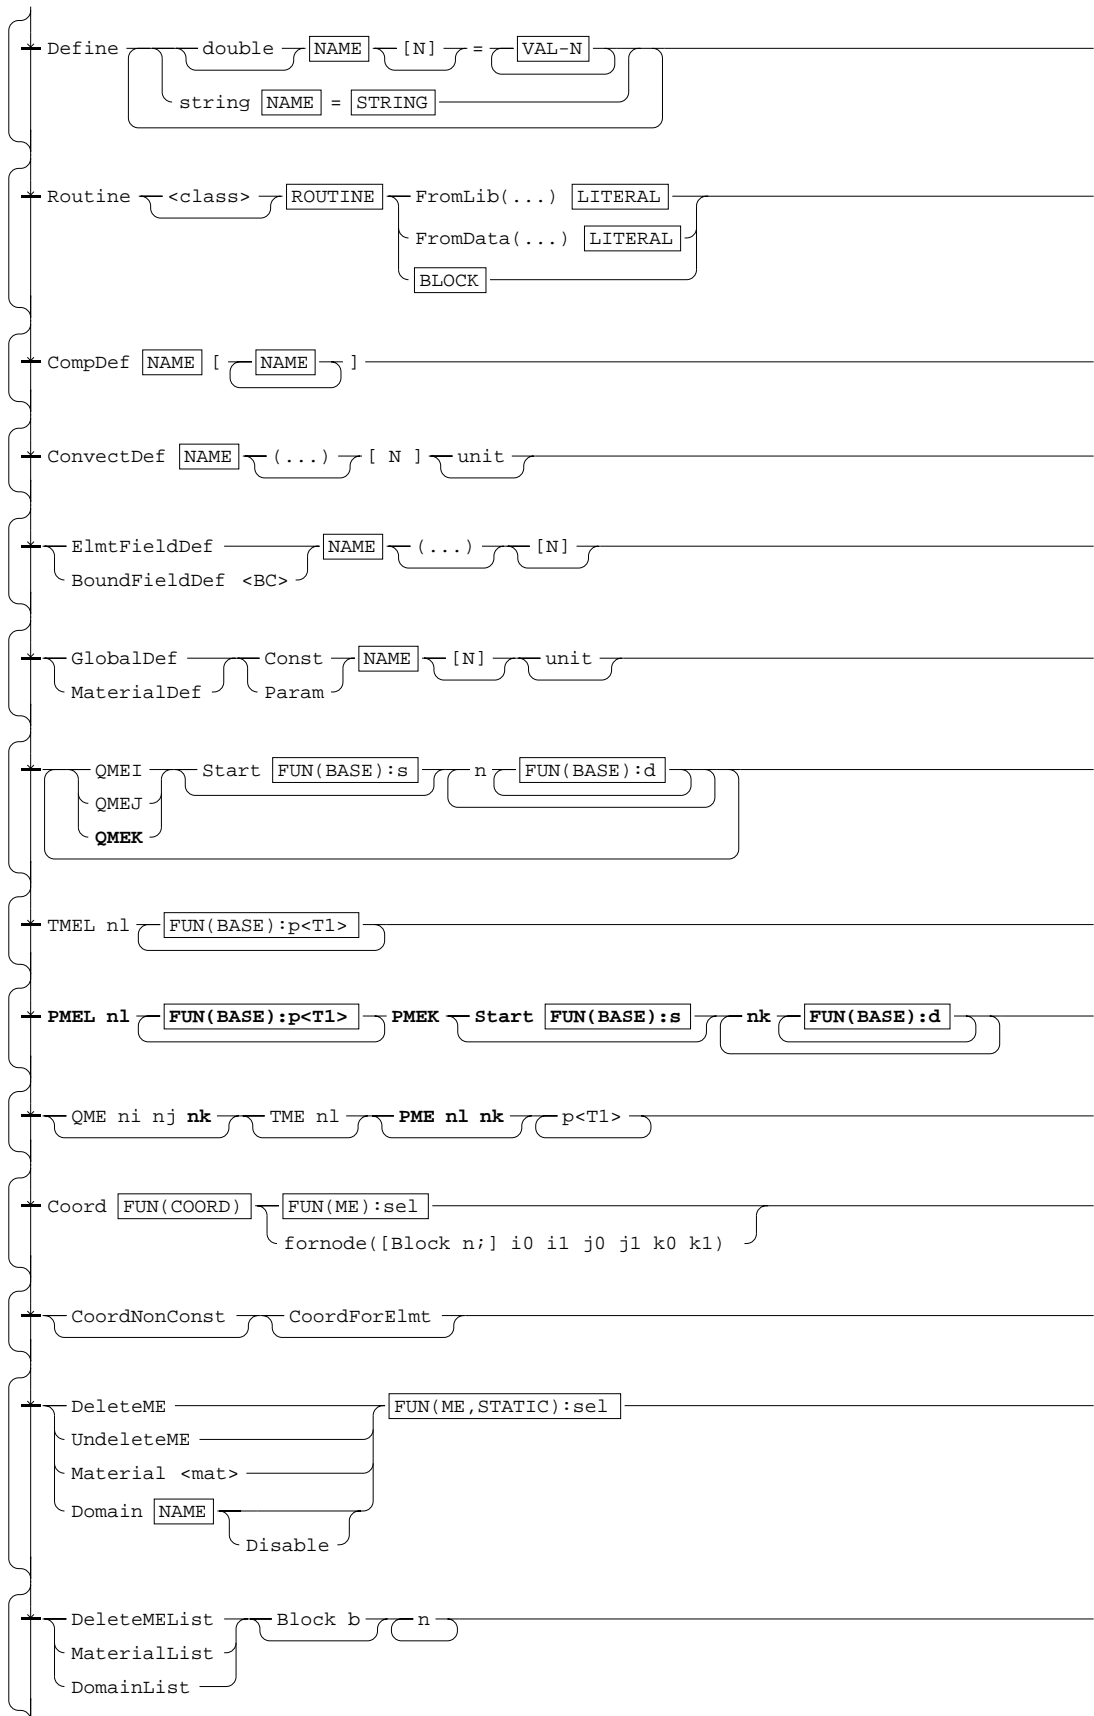 Define double NAME [N] = VAL-N
string NAME = STRING
Routine <class> ROUTINE FromLib(...) LITERAL
FromData(...) LITERAL
BLOCK
CompDef NAME [ NAME ]
ConvectDef NAME (...) [ N ] unit
ElmtFieldDef NAME (...) [N]
BoundFieldDef <BC>
GlobalDef Const NAME [N] unit
MaterialDef Param
QMEI Start FUN(BASE):s n FUN(BASE):d
QMEJ
QMEK
TMEL nl FUN(BASE):p<T1>
PMEL nl FUN(BASE):p<T1> PMEK Start FUN(BASE):s nk FUN(BASE):d
QME ni nj nk TME nl PME nl nk p<T1>
Coord FUN(COORD) FUN(ME):sel
fornode([Block n;] i0 i1 j0 j1 k0 k1)
CoordNonConst CoordForElmt
DeleteME FUN(ME,STATIC):sel
UndeleteME
Material <mat>
Domain NAME
Disable
DeleteMEList Block b n
MaterialList
DomainList